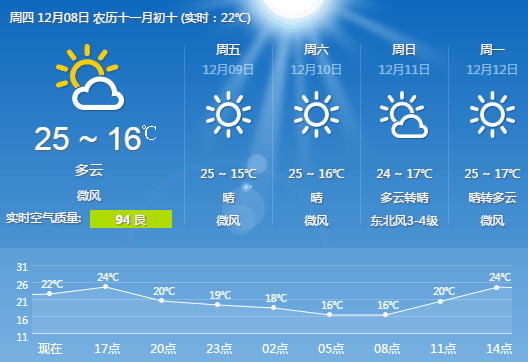 周四 12月08日 农历十一月初十 (实时：22℃)
25 ~ 16℃
多云
微风
实时空气质量: 94 良
周五
12月09日
25 ~ 15℃
晴
微风
周六
12月10日
25 ~ 16℃
晴
微风
周日
12月11日
24 ~ 17℃
多云转晴
东北风3-4级
周一
12月12日
25 ~ 17℃
晴转多云
微风
31
26
21
16
11
22℃ 24℃ 20℃ 19℃ 18℃ 16℃ 16℃ 20℃ 24℃
现在 17点 20点 23点 02点 05点 08点 11点 14点